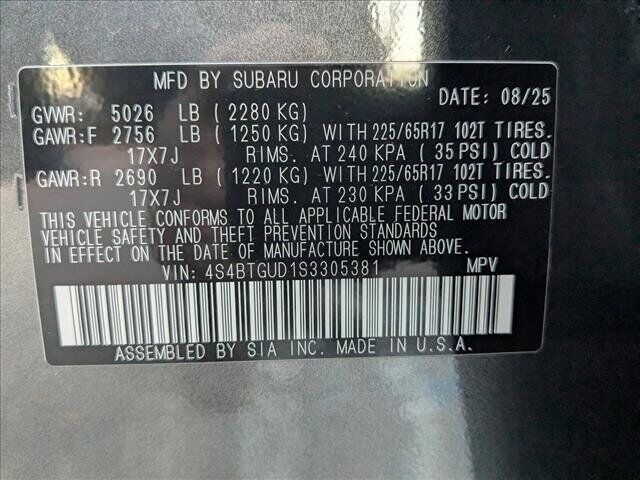 MFD BY SUBARU CORPORATION
DATE: 08/25
GVWR: 5026 LB ( 2280 KG)
GAWR:F 2756 LB ( 1250 KG) WITH 225/65R17 102T TIRES.
17X7J RIMS. AT 240 KPA ( 35 PSI) COLD
GAWR:R 2690 LB ( 1220 KG) WITH 225/65R17 102T TIRES.
17X7J RIMS. AT 230 KPA ( 33 PSI) COLD
THIS VEHICLE CONFORMS TO ALL APPLICABLE FEDERAL MOTOR
VEHICLE SAFETY AND THEFT PREVENTION STANDARDS
IN EFFECT ON THE DATE OF MANUFACTURE SHOWN ABOVE.
VIN: 4S4BTGUD1S3305381 MPV
ASSEMBLED BY SIA INC. MADE IN U.S.A.